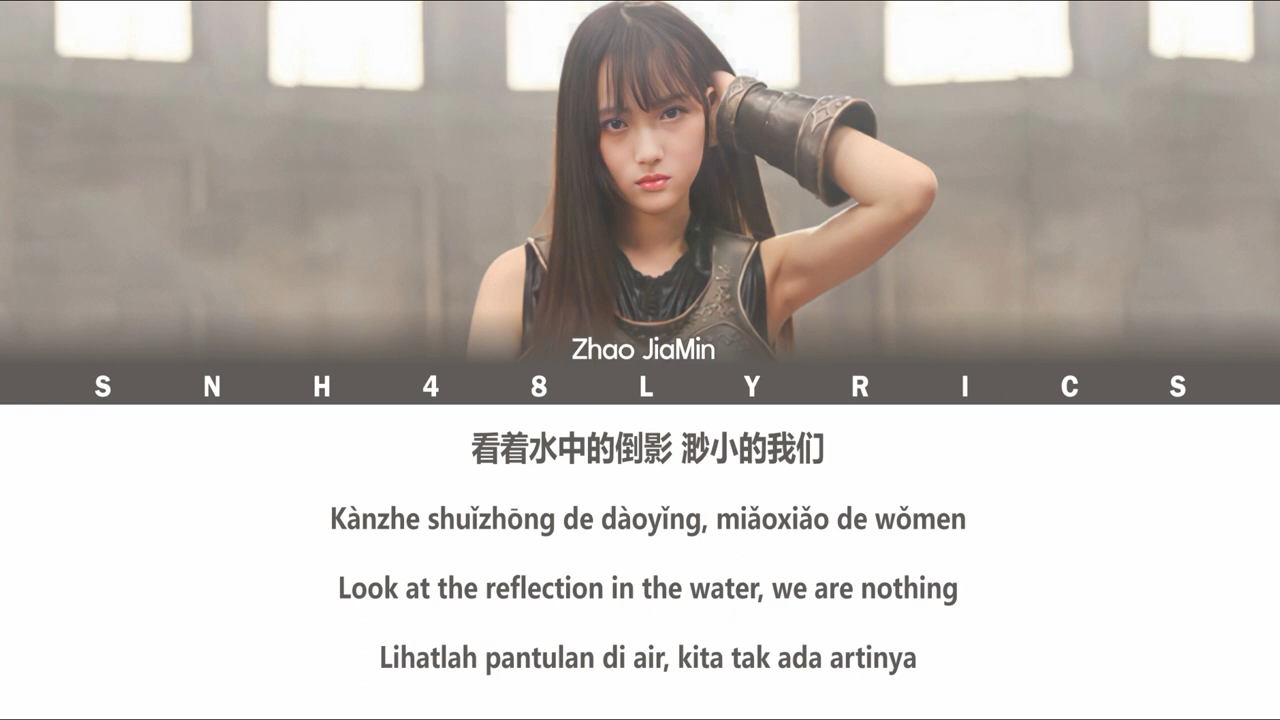 Zhao JiaMin
SNH48LYRICS
看着水中的倒影 渺小的我们
Kànzhe shuǐzhōng de dàoyǐng, miǎoxiǎo de wǒmen
Look at the reflection in the water, we are nothing
Lihatlah pantulan di air, kita tak ada artinya